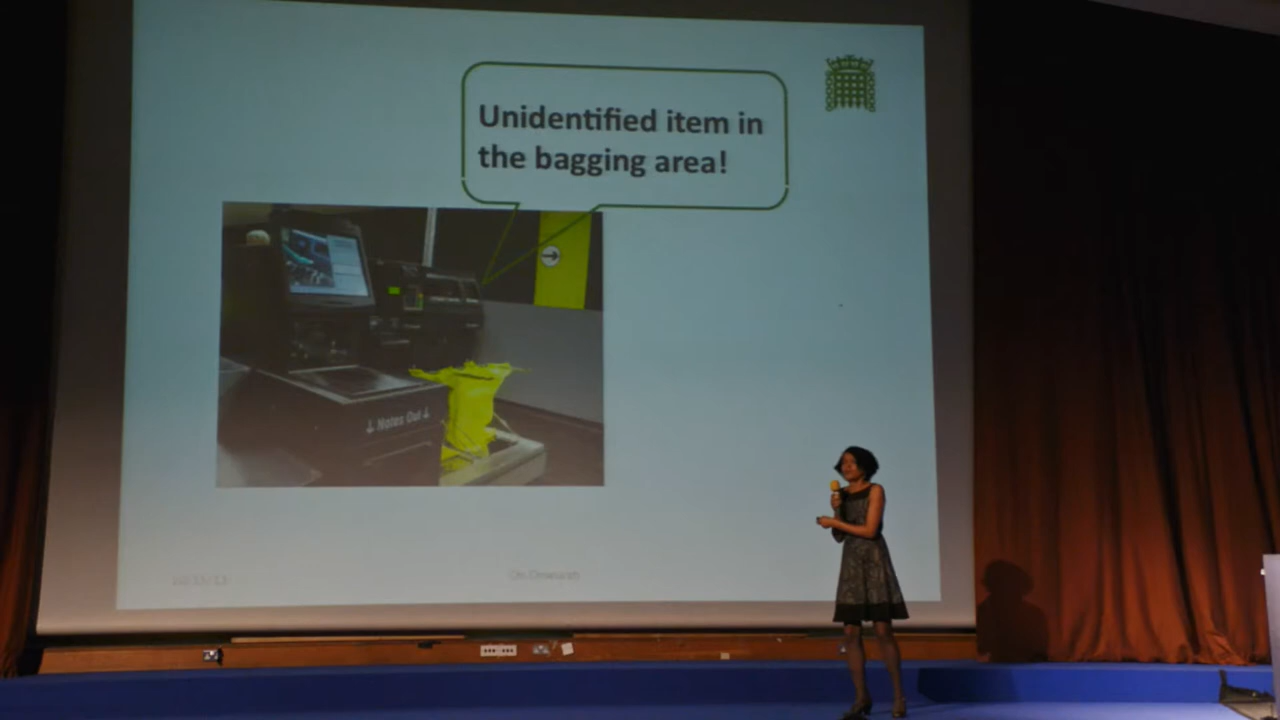 Unidentified item in
the bagging area!
↓ Notes Out ↓